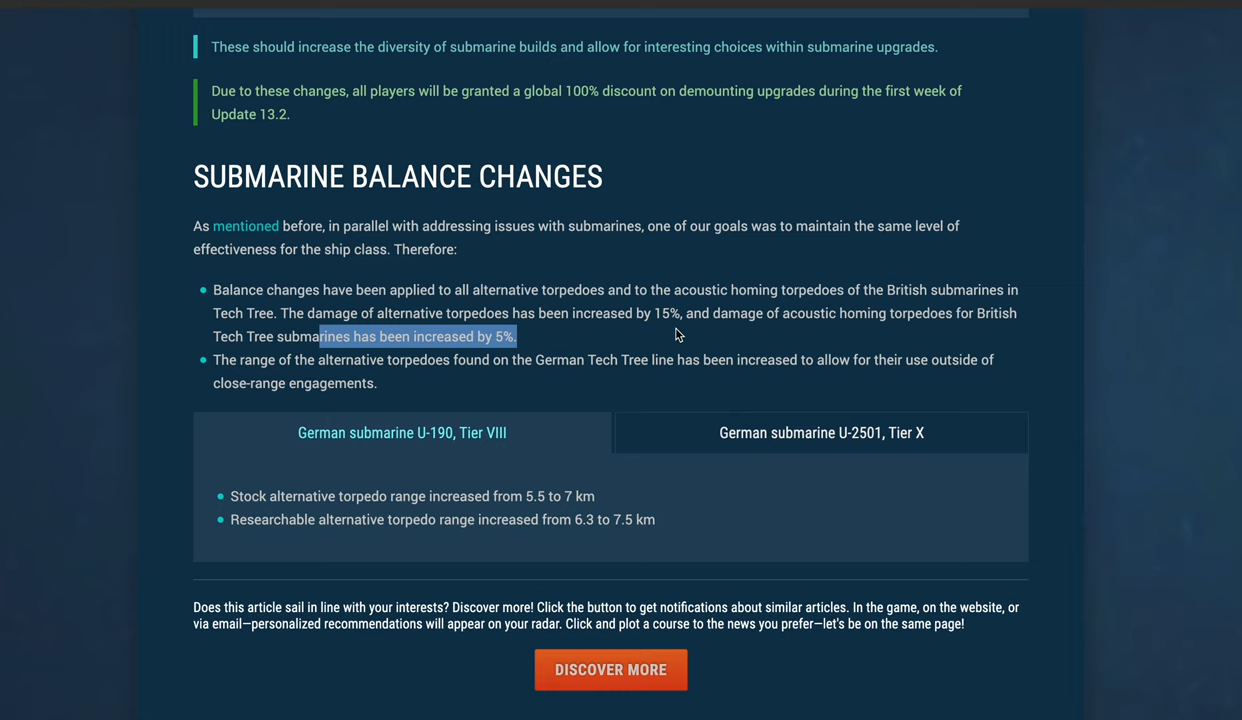 These should increase the diversity of submarine builds and allow for interesting choices within submarine upgrades.
Due to these changes, all players will be granted a global 100% discount on demounting upgrades during the first week of
Update 13.2.
SUBMARINE BALANCE CHANGES
As mentioned before, in parallel with addressing issues with submarines, one of our goals was to maintain the same level of
effectiveness for the ship class. Therefore:
Balance changes have been applied to all alternative torpedoes and to the acoustic homing torpedoes of the British submarines in
Tech Tree. The damage of alternative torpedoes has been increased by 15%, and damage of acoustic homing torpedoes for British
Tech Tree submarines has been increased by 5%.
The range of the alternative torpedoes found on the German Tech Tree line has been increased to allow for their use outside of
close-range engagements.
German submarine U-190, Tier VIII
German submarine U-2501, Tier X
Stock alternative torpedo range increased from 5.5 to 7 km
Researchable alternative torpedo range increased from 6.3 to 7.5 km
Does this article sail in line with your interests? Discover more! Click the button to get notifications about similar articles. In the game, on the website, or
via email—personalized recommendations will appear on your radar. Click and plot a course to the news you prefer—let's be on the same page!
DISCOVER MORE